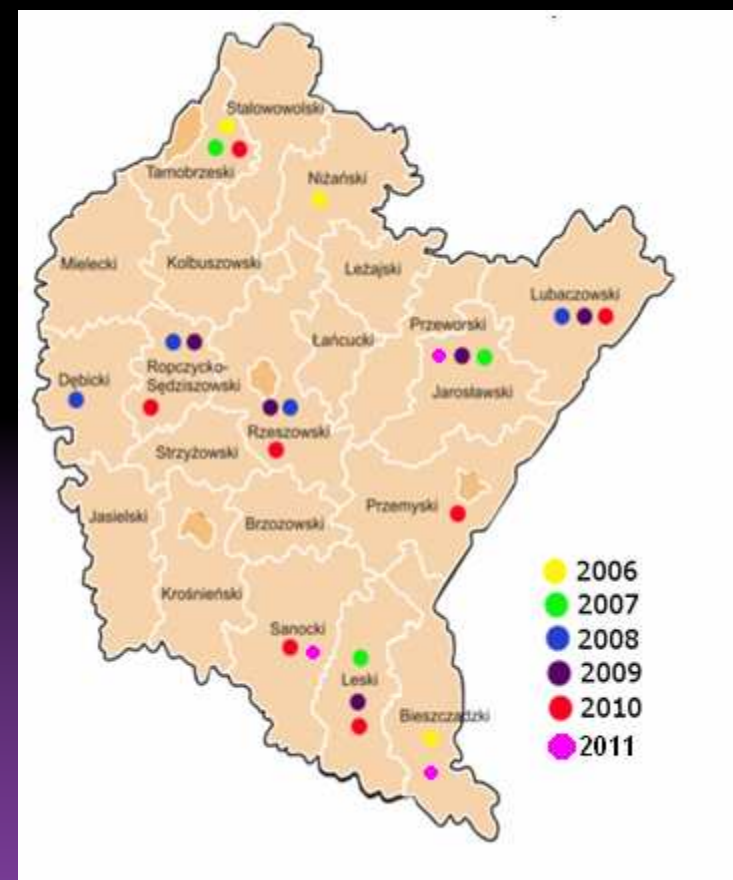 Stalowowolski
Tarnobrzeski
Niżański
Mielecki
Kolbuszowski
Leżajski
Lubaczowski
Przeworski
Łańcucki
Ropczycko-
Sędziszowski
Dębicki
Jarosławski
Rzeszowski
Strzyżowski
Przemyski
Jasielski
Brzozowski
Krośnieński
Sanocki
Leski
Bieszczadzki
2006
2007
2008
2009
2010
2011